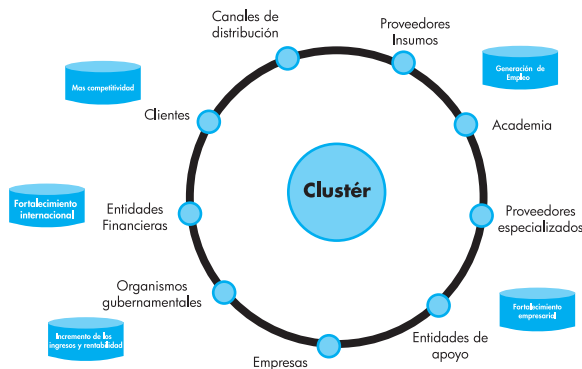 Canales de
distribución
Proveedores
Insumos
Mas competitividad
Generación de
Empleo
Clientes
Academia
Clustér
Fortalecimiento
internacional
Entidades
Financieras
Proveedores
especializados
Organismos
gubernamentales
Fortalecimiento
empresarial
Incremento de los
ingresos y rentabilidad
Empresas
Entidades de
apoyo